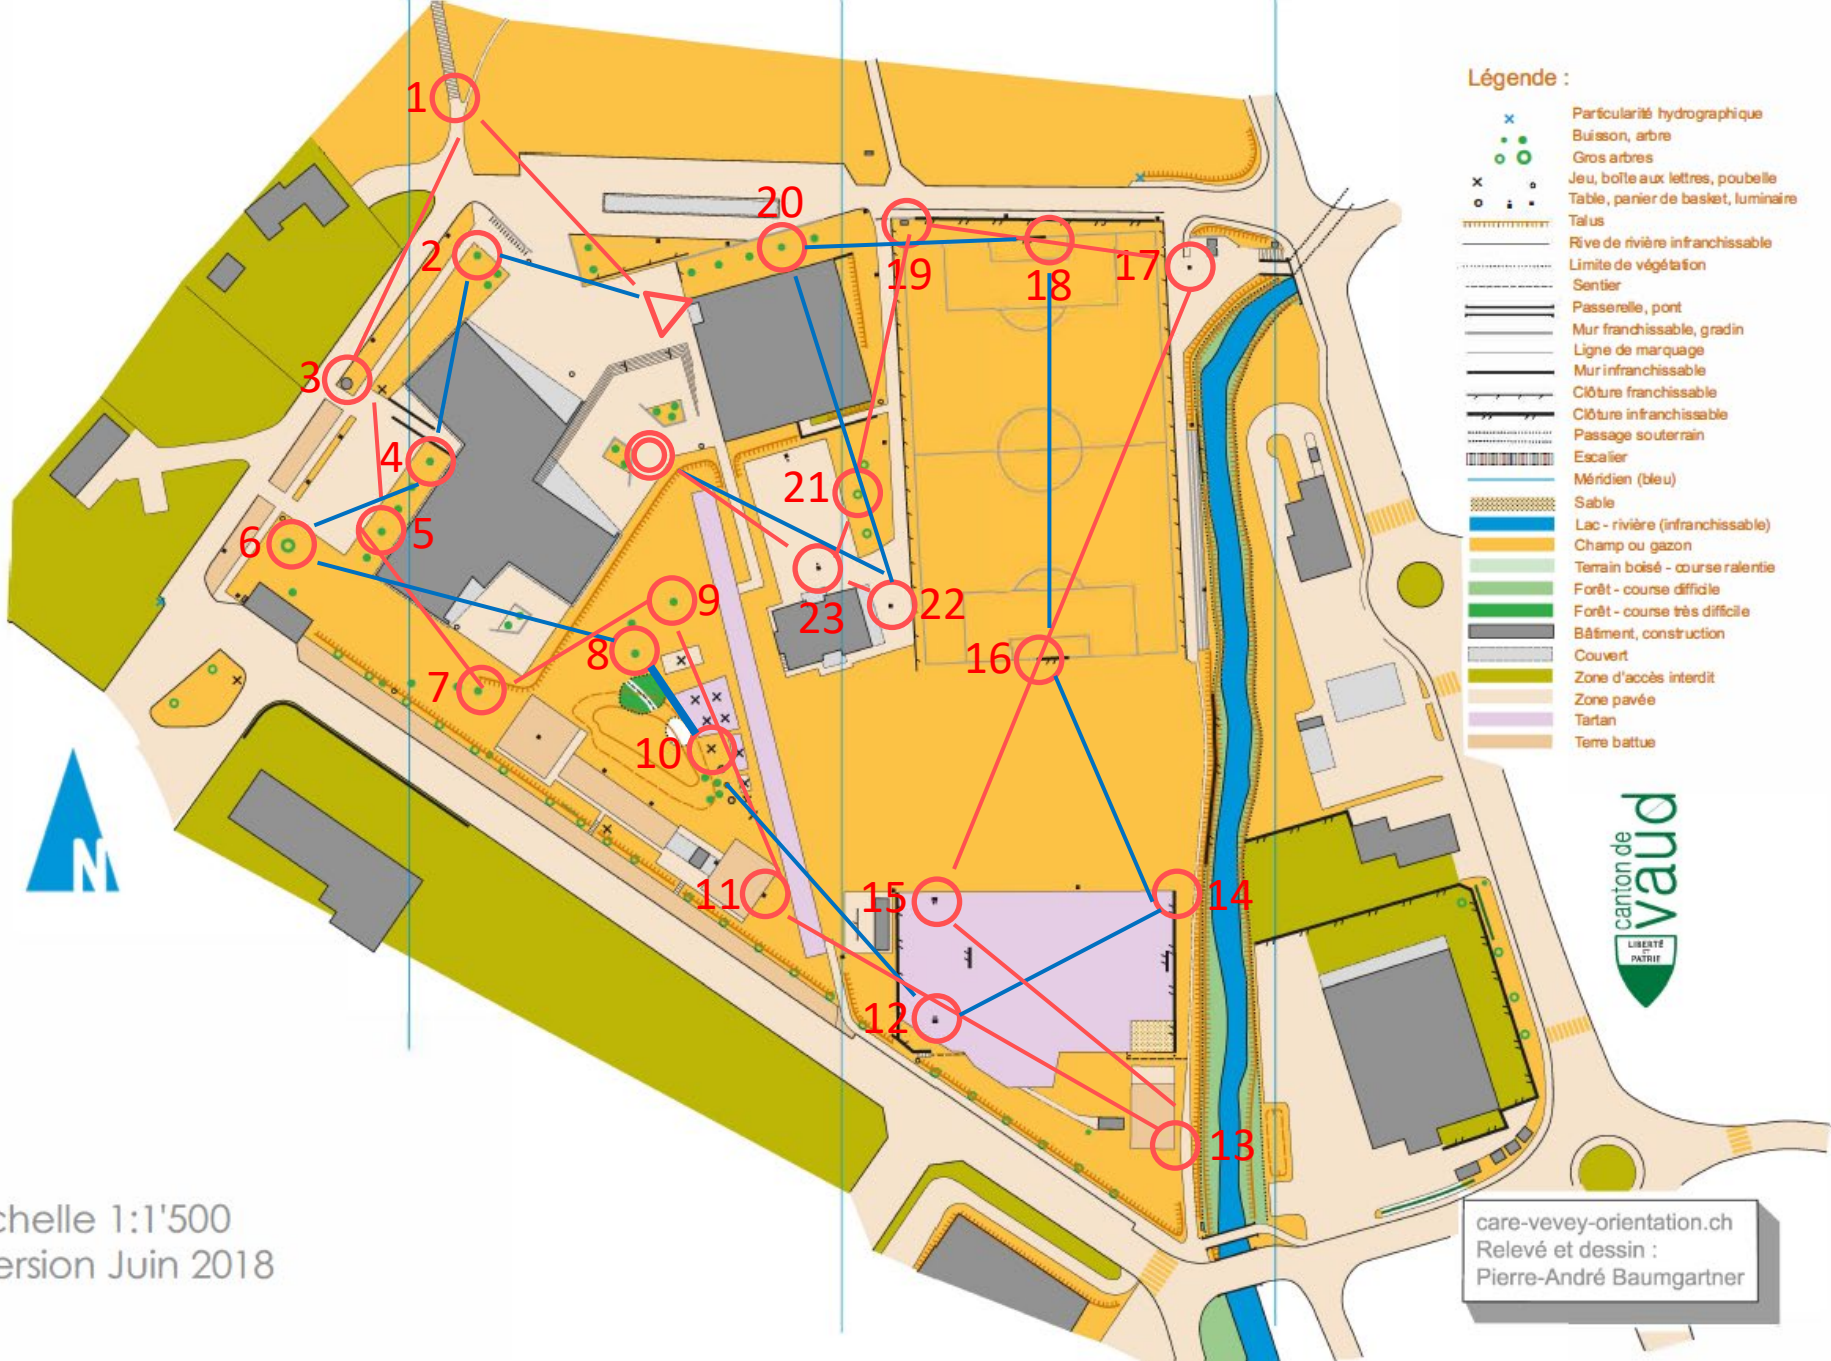 1
20
2
19
18
17
3
4
21
6
5
9
22
23
8
16
7
10
11
15
14
12
13
Légende :
Particularité hydrographique
Buisson, arbre
Gros arbres
Jeu, boîte aux lettres, poubelle
Table, panier de basket, luminaire
Talus
Rive de rivière infranchissable
Limite de végétation
Sentier
Passerelle, pont
Mur franchissable, gradin
Ligne de marquage
Mur infranchissable
Clôture franchissable
Clôture infranchissable
Passage souterrain
Escalier
Méridien (bleu)
Sable
Lac - rivière (infranchissable)
Champ ou gazon
Terrain boisé - course ralentie
Forêt - course difficile
Forêt - course très difficile
Bâtiment, construction
Couvert
Zone d'accès interdit
Zone pavée
Tartan
Terre battue
N
canton de
vaud
LIBERTÉ
ET
PATRIE
chelle 1:1'500
ersion Juin 2018
care-vevey-orientation.ch
Relevé et dessin :
Pierre-André Baumgartner